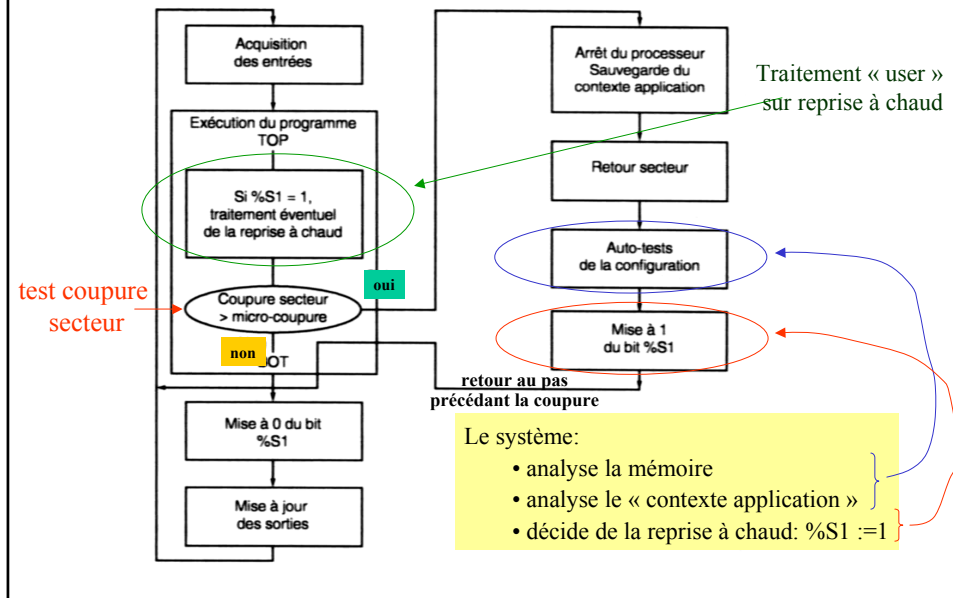 Acquisition
des entrées
Exécution du programme
TOP
Si %S1 = 1,
traitement éventuel
de la reprise à chaud
test coupure
secteur
Coupure secteur
> micro-coupure
oui
non
OT
Mise à 0 du bit
%S1
Mise à jour
des sorties
Arrêt du processeur
Sauvegarde du
contexte application
Retour secteur
Auto-tests
de la configuration
Mise à 1
du bit %S1
retour au pas
précédant la coupure
Traitement « user »
sur reprise à chaud
Le système:
• analyse la mémoire
• analyse le « contexte application »
• décide de la reprise à chaud: %S1 :=1